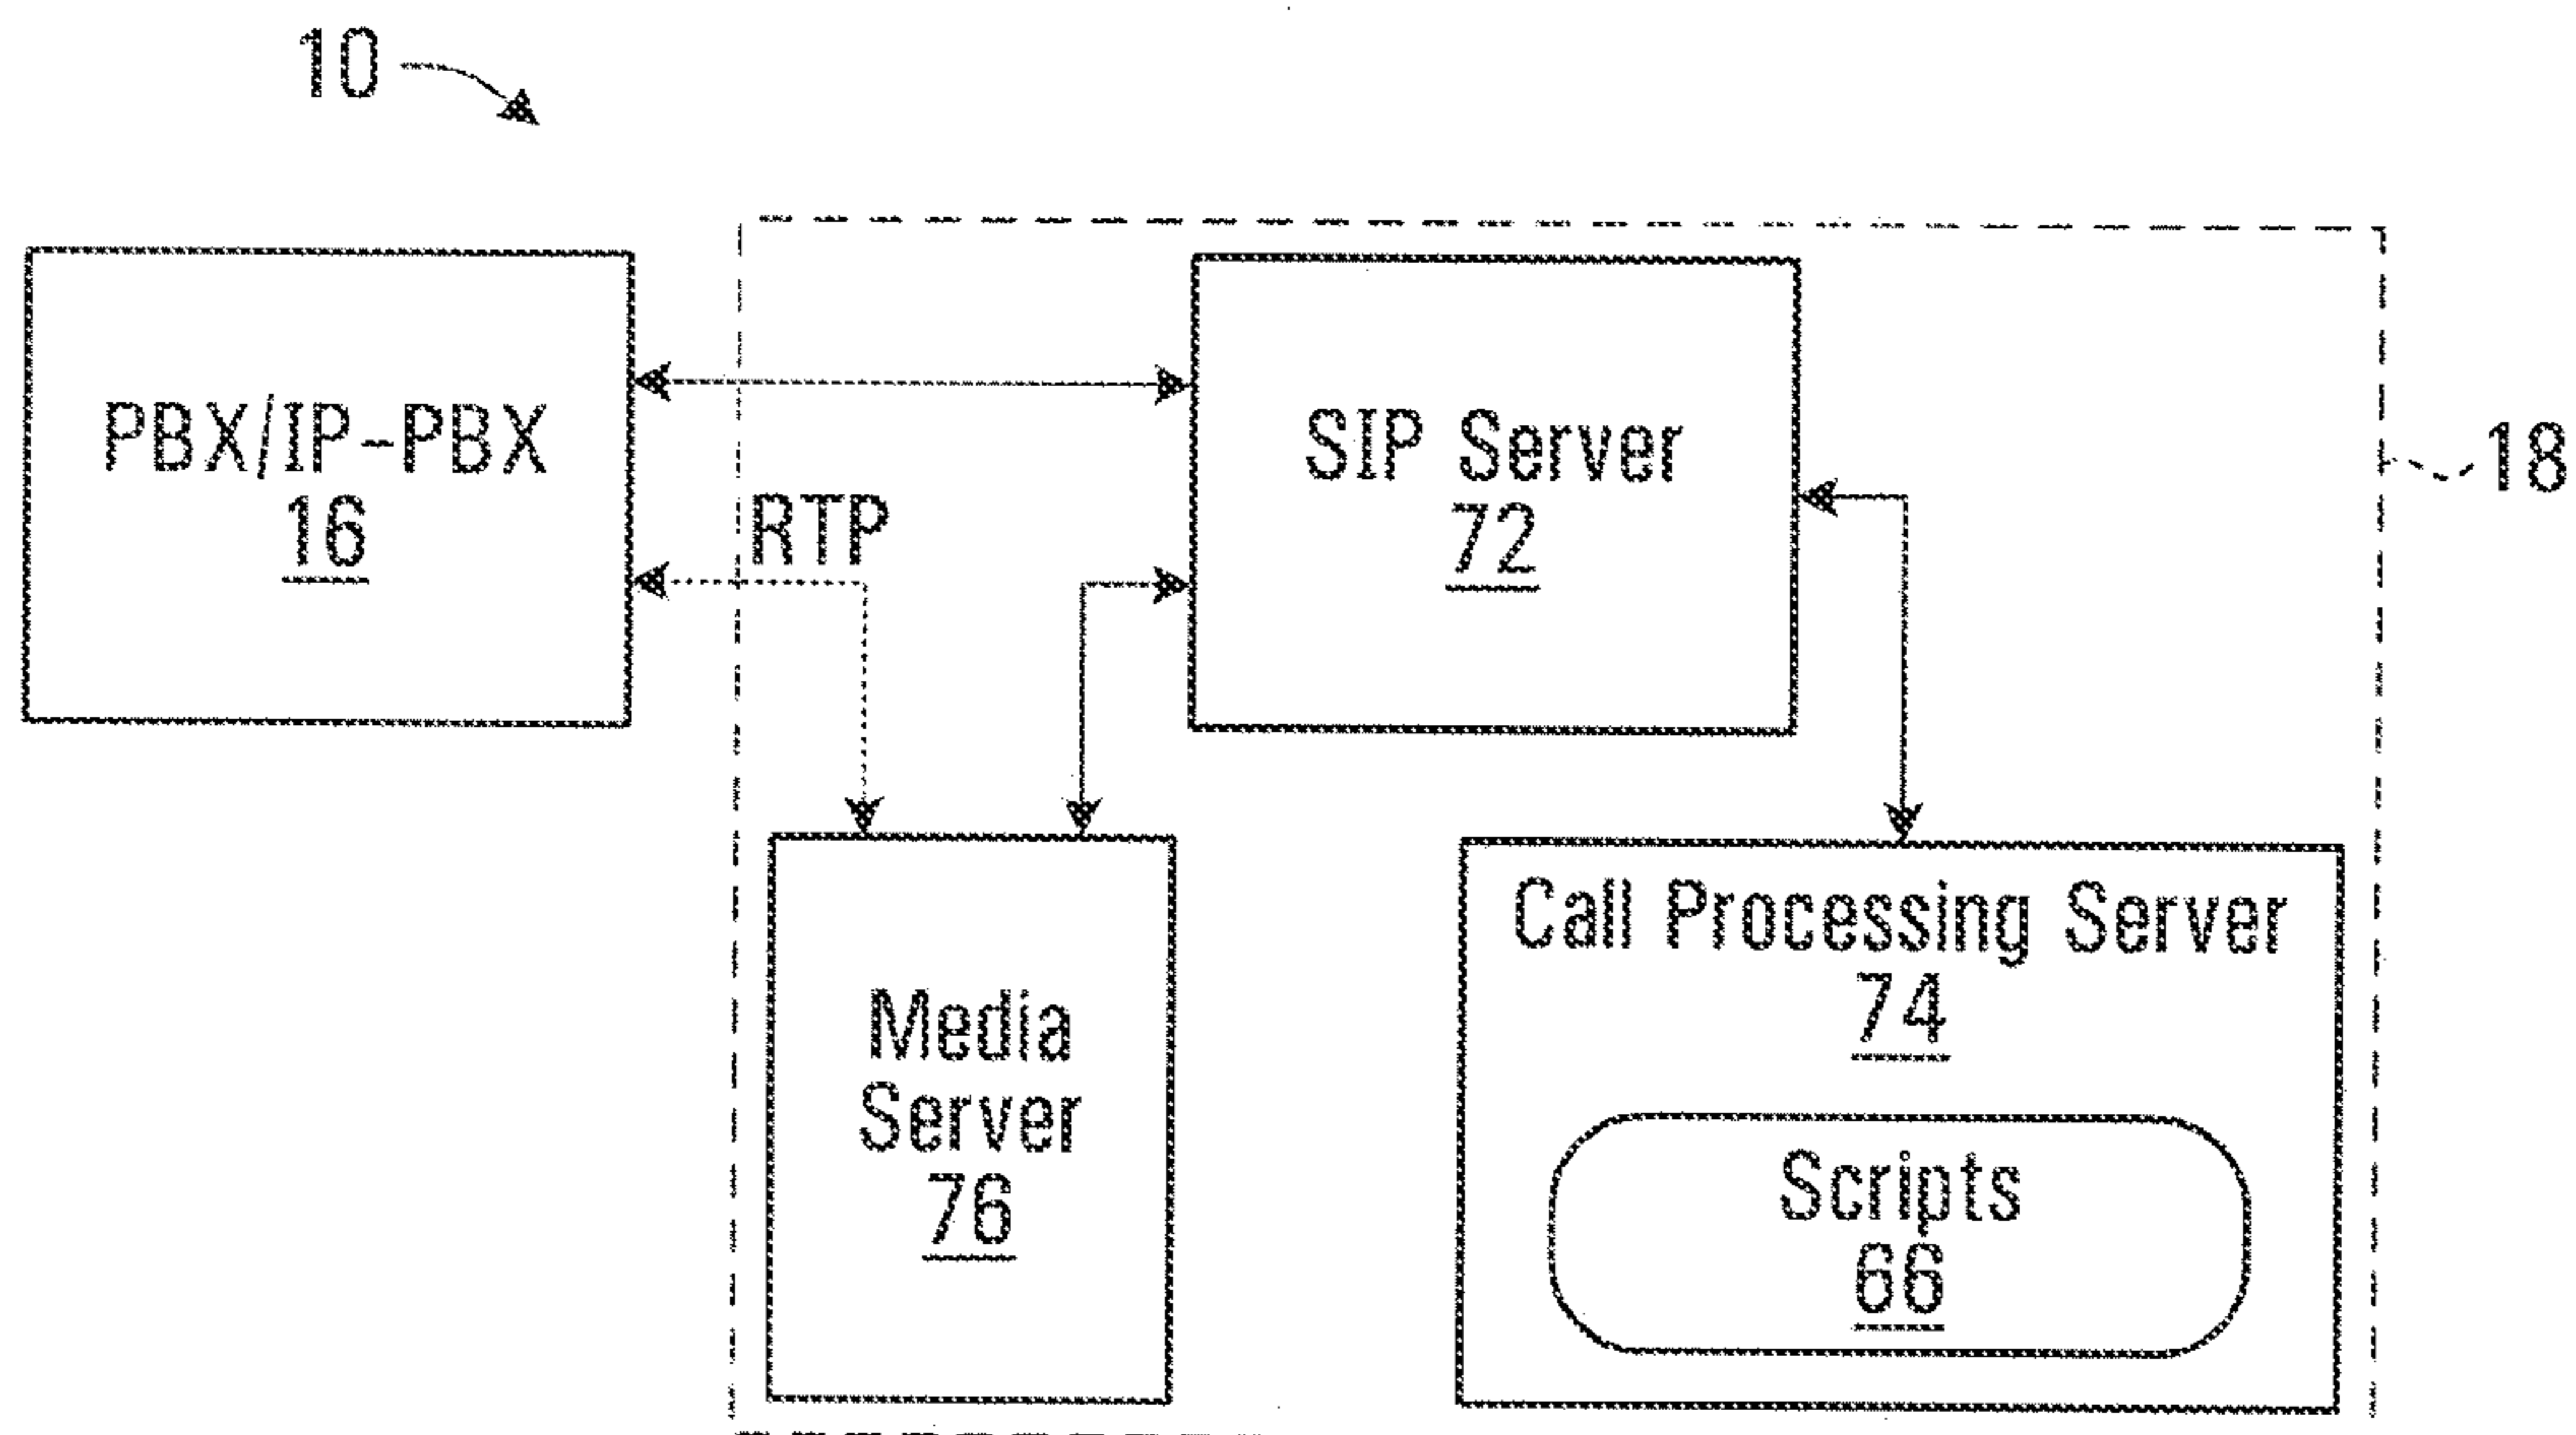 10
PBX/IP-PBX
16
RTP
SIP Server
72
18
Media
Server
76
Call Processing Server
74
Scripts
66